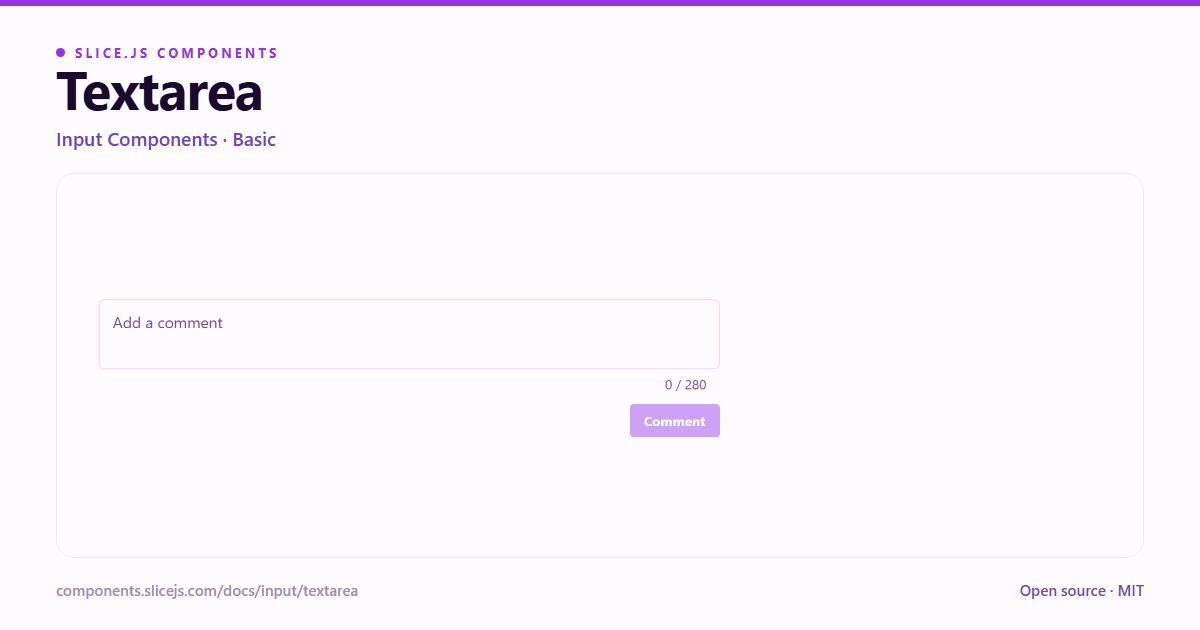 SLICE.JS COMPONENTS
Textarea
Input Components · Basic
Add a comment
0 / 280
Comment
components.slicejs.com/docs/input/textarea
Open source · MIT